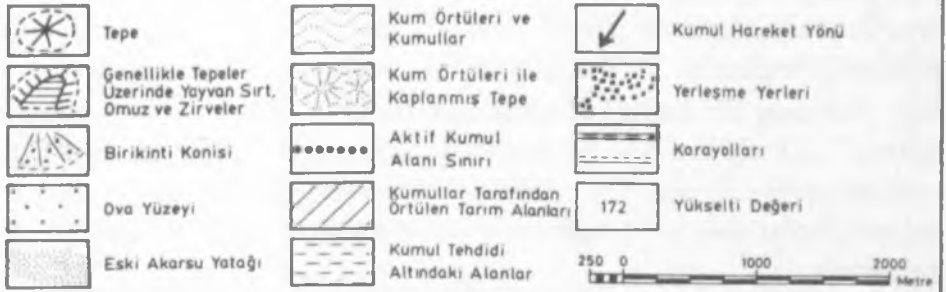 Tepe
Genellikle Tepeler
Üzerinde Yayvan Sırt,
Omuz ve Zirveler
Birikinti Konisi
Ova Yüzeyi
Eski Akarsu Yatağı
Kum Örtüleri ve
Kumullar
Kum Örtüleri ile
Kaplanmış Tepe
Aktif Kumul
Alanı Sınırı
Kumullar Tarafından
Örtülen Tarım Alanları
Kumul Tehdidi
Altındaki Alanlar
Kumul Hareket Yönü
Yerleşme Yerleri
Karayolları
172 Yükselti Değeri
250 0 1000 2000
Metre